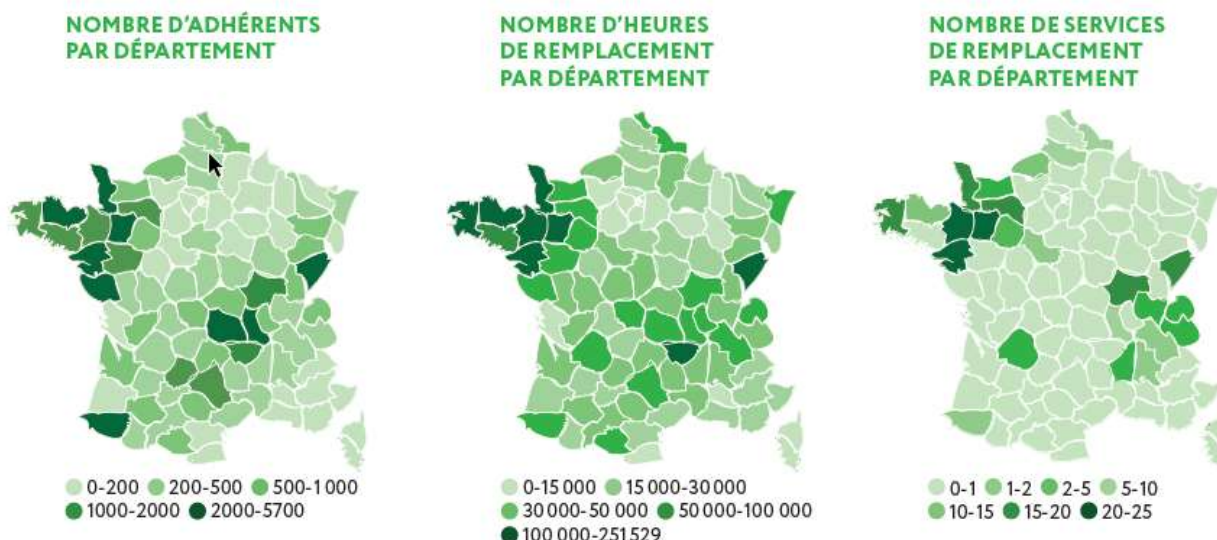 NOMBRE D'ADHÉRENTS
PAR DÉPARTEMENT
0-200 200-500 500-1 000
1000-2000 2000-5700
NOMBRE D'HEURES
DE REMPLACEMENT
PAR DÉPARTEMENT
0-15 000 15 000-30 000
30 000-50 000 50 000-100 000
100 000-251 529
NOMBRE DE SERVICES
DE REMPLACEMENT
PAR DÉPARTEMENT
0-1 1-2 2-5 5-10
10-15 15-20 20-25